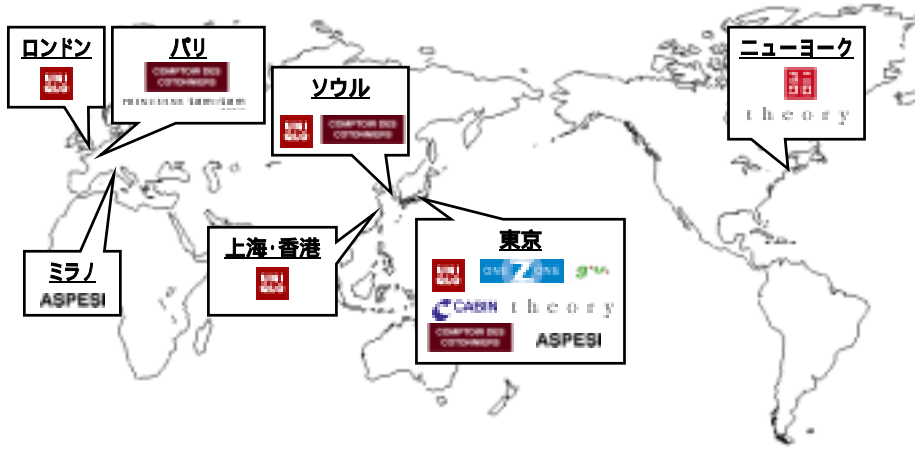 ロンドン
UNI
QLO
パリ
COMPTOIR DES
COTONNIERS
princesse tam.tam
ソウル
UNI
QLO
COMPTOIR DES
COTONNIERS
ニューヨーク
theory
ミラノ
ASPESI
上海・香港
UNI
QLO
東京
UNI
QLO
ONE Z ONE
g.u.
CABIN
theory
COMPTOIR DES
COTONNIERS
ASPESI